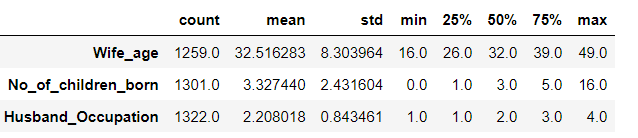 count mean std min 25% 50% 75% max
Wife_age 1259.0 32.516283 8.303964 16.0 26.0 32.0 39.0 49.0
No_of_children_born 1301.0 3.327440 2.431604 0.0 1.0 3.0 5.0 16.0
Husband_Occupation 1322.0 2.208018 0.843461 1.0 1.0 2.0 3.0 4.0